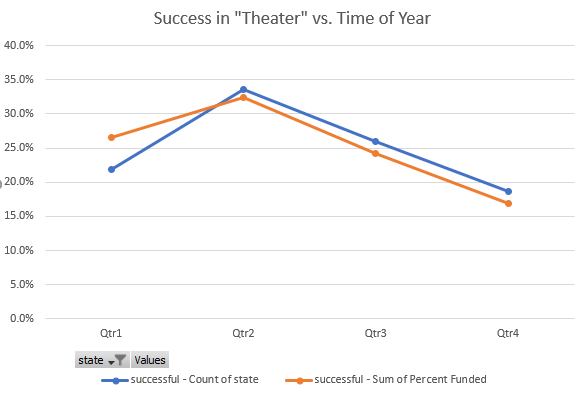 Success in "Theater" vs. Time of Year
40.0%
35.0%
30.0%
25.0%
20.0%
15.0%
10.0%
5.0%
0.0%
Qtr1 Qtr2 Qtr3 Qtr4
state Values
successful - Count of state successful - Sum of Percent Funded